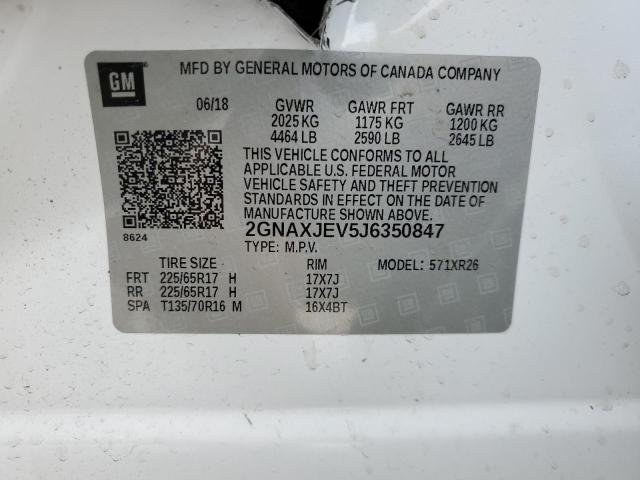 GM
MFD BY GENERAL MOTORS OF CANADA COMPANY
06/18 GVWR GAWR FRT GAWR RR
2025 KG 1175 KG 1200 KG
4464 LB 2590 LB 2645 LB
THIS VEHICLE CONFORMS TO ALL
APPLICABLE U.S. FEDERAL MOTOR
VEHICLE SAFETY AND THEFT PREVENTION
STANDARDS IN EFFECT ON THE DATE
OF MANUFACTURE SHOWN ABOVE.
8624 2GNAXJEV5J6350847
TYPE: M.P.V.
TIRE SIZE RIM MODEL: 571XR26
FRT 225/65R17 H 17X7J
RR 225/65R17 H 17X7J
SPA T135/70R16 M 16X4BT